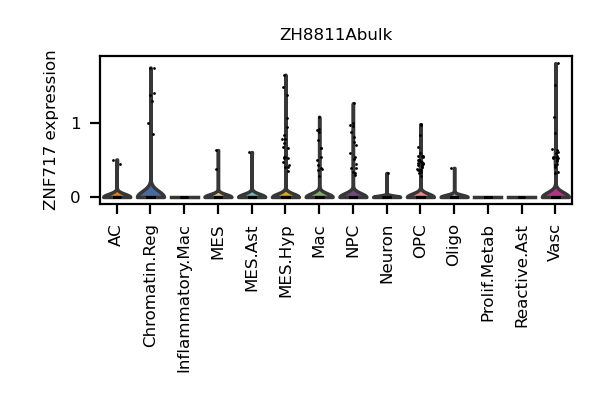 ZH8811Abulk
ZNF717 expression
1
0
AC
Chromatin.Reg
Inflammatory.Mac
MES
MES.Ast
MES.Hyp
Mac
NPC
Neuron
OPC
Oligo
Prolif.Metab
Reactive.Ast
Vasc